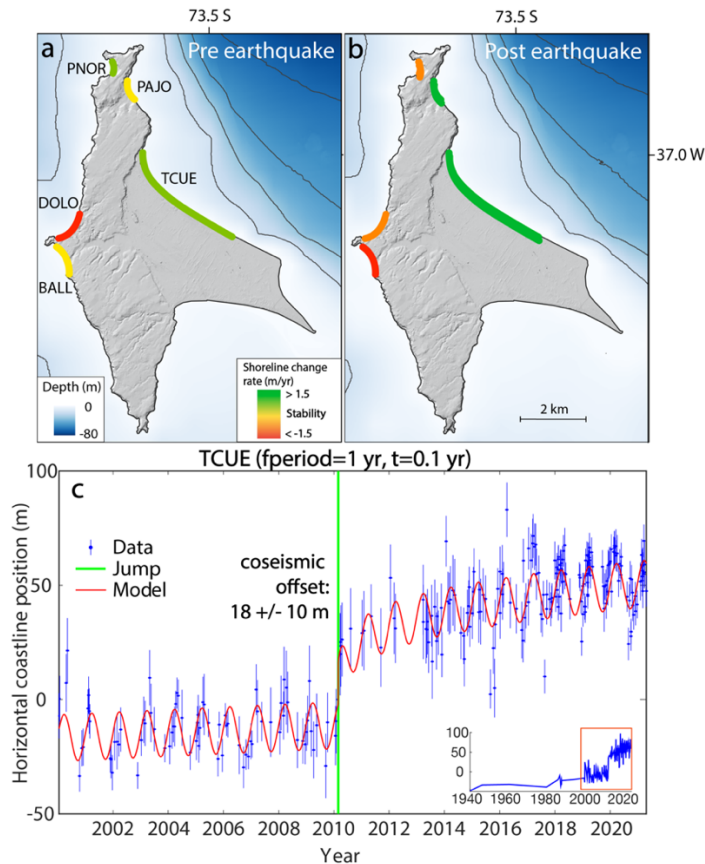 73.5 S
73.5 S
a
Pre earthquake
PNOR
PAJO
TCUE
DOLO
BALL
Depth (m)
0
-80
Shoreline change
rate (m/yr)
> 1.5
Stability
< -1.5
b
Post earthquake
37.0 W
2 km
TCUE (fperiod=1 yr, t=0.1 yr)
c
Data
Jump
Model
coseismic
offset:
18 +/- 10 m
Horizontal coastline position (m)
100
50
0
-50
100
50
0
1940
1960
1980
2000
2020
2002
2004
2006
2008
2010
2012
2014
2016
2018
2020
Year